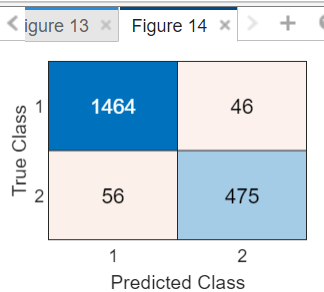 igure 13 × Figure 14 × > +
True Class
1 1464 46
2 56 475
1 2
Predicted Class